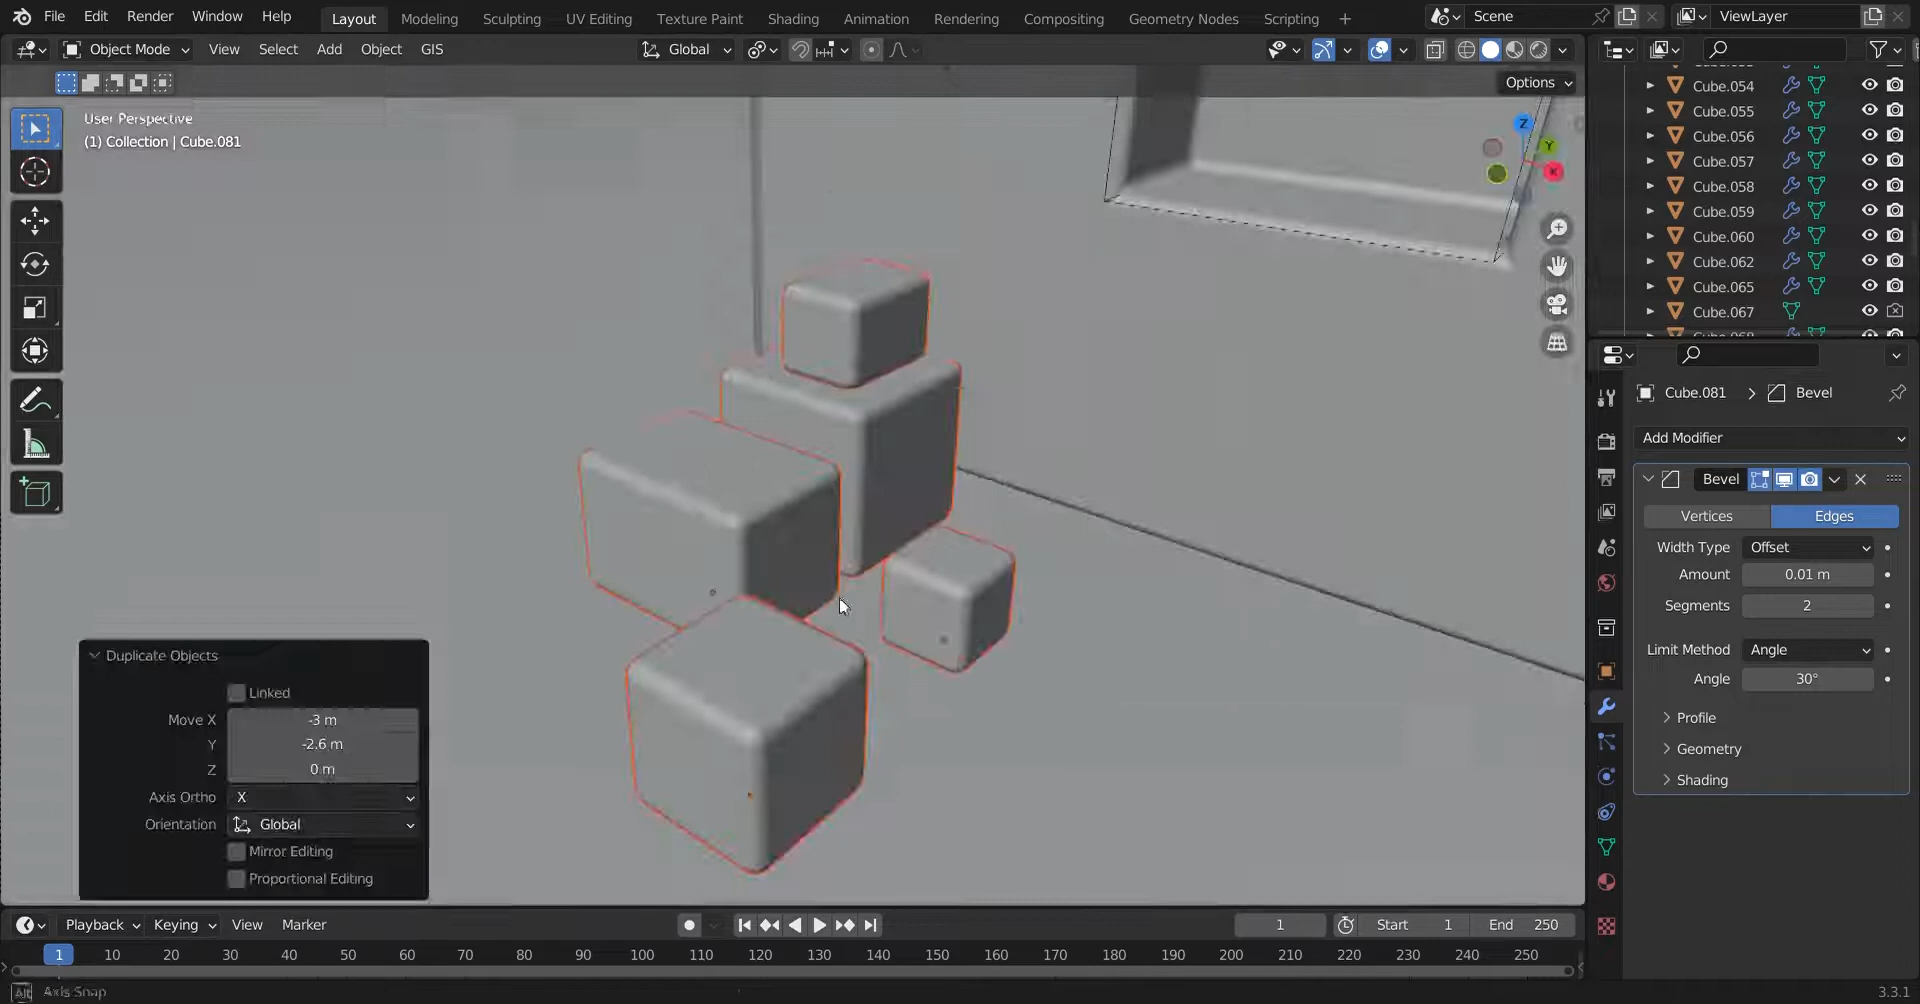 File Edit Render Window Help Layout Modeling Sculpting UV Editing Texture Paint Shading Animation Rendering Compositing Geometry Nodes Scripting + Scene ViewLayer
Object Mode View Select Add Object GIS Global
Options
User Perspective
(1) Collection | Cube.081
Z
Y
X
Cube.054
Cube.055
Cube.056
Cube.057
Cube.058
Cube.059
Cube.060
Cube.062
Cube.065
Cube.067
Cube.081 > Bevel
Add Modifier
Bevel
Vertices Edges
Width Type Offset
Amount 0.01 m
Segments 2
Limit Method Angle
Angle 30°
Profile
Geometry
Shading
Duplicate Objects
Linked
Move X -3 m
Y -2.6 m
Z 0 m
Axis Ortho X
Orientation Global
Mirror Editing
Proportional Editing
Playback Keying View Marker 1 Start 1 End 250
1 10 20 30 40 50 60 70 80 90 100 110 120 130 140 150 160 170 180 190 200 210 220 230 240 250
Alt Axis Snap
3.3.1